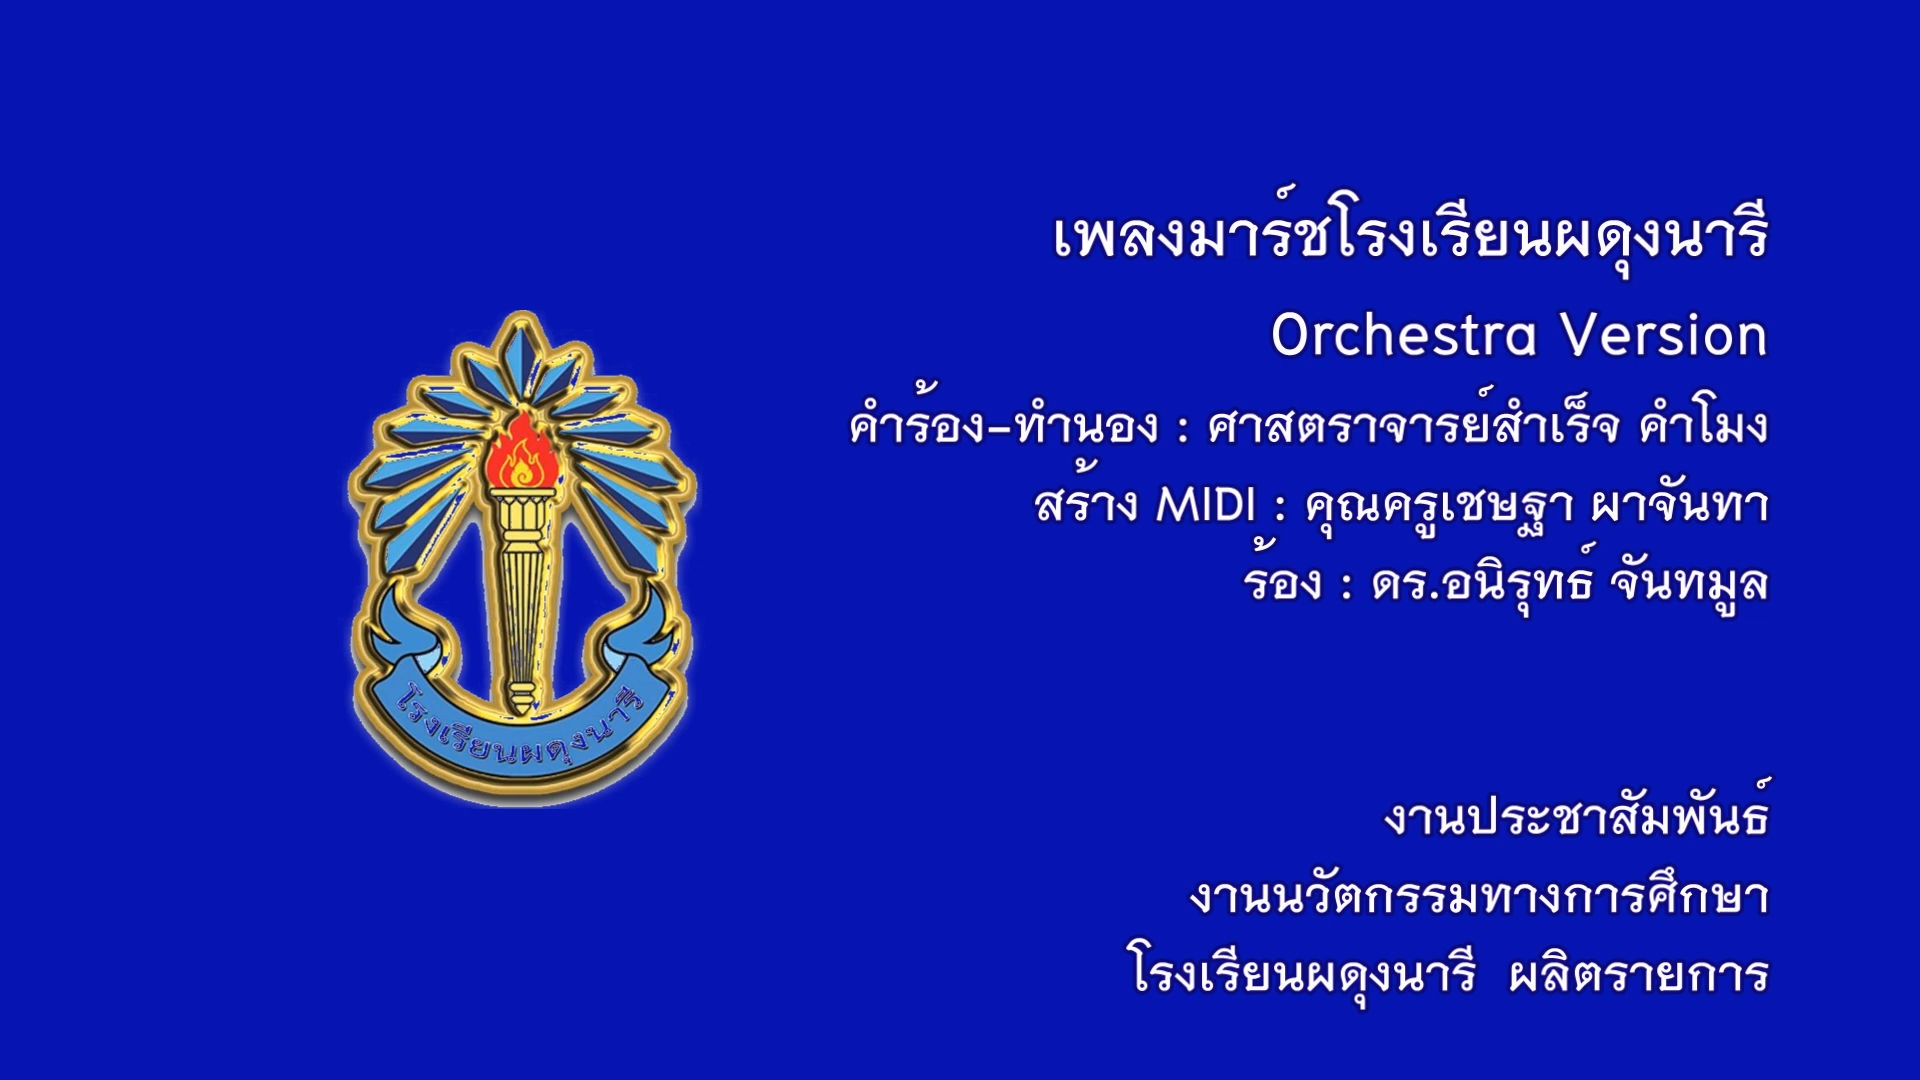 เพลงมาร์ชโรงเรียนผดุงนารี
Orchestra Version
คำร้อง-ทำนอง : ศาสตราจารย์สำเร็จ คำโมง
สร้าง MIDI : คุณครูเชษฐา ผาจันทา
ร้อง : ดร.อนิรุทธ์ จันทมูล
โรงเรียนผดุงนารี
งานประชาสัมพันธ์
งานนวัตกรรมทางการศึกษา
โรงเรียนผดุงนารี ผลิตรายการ